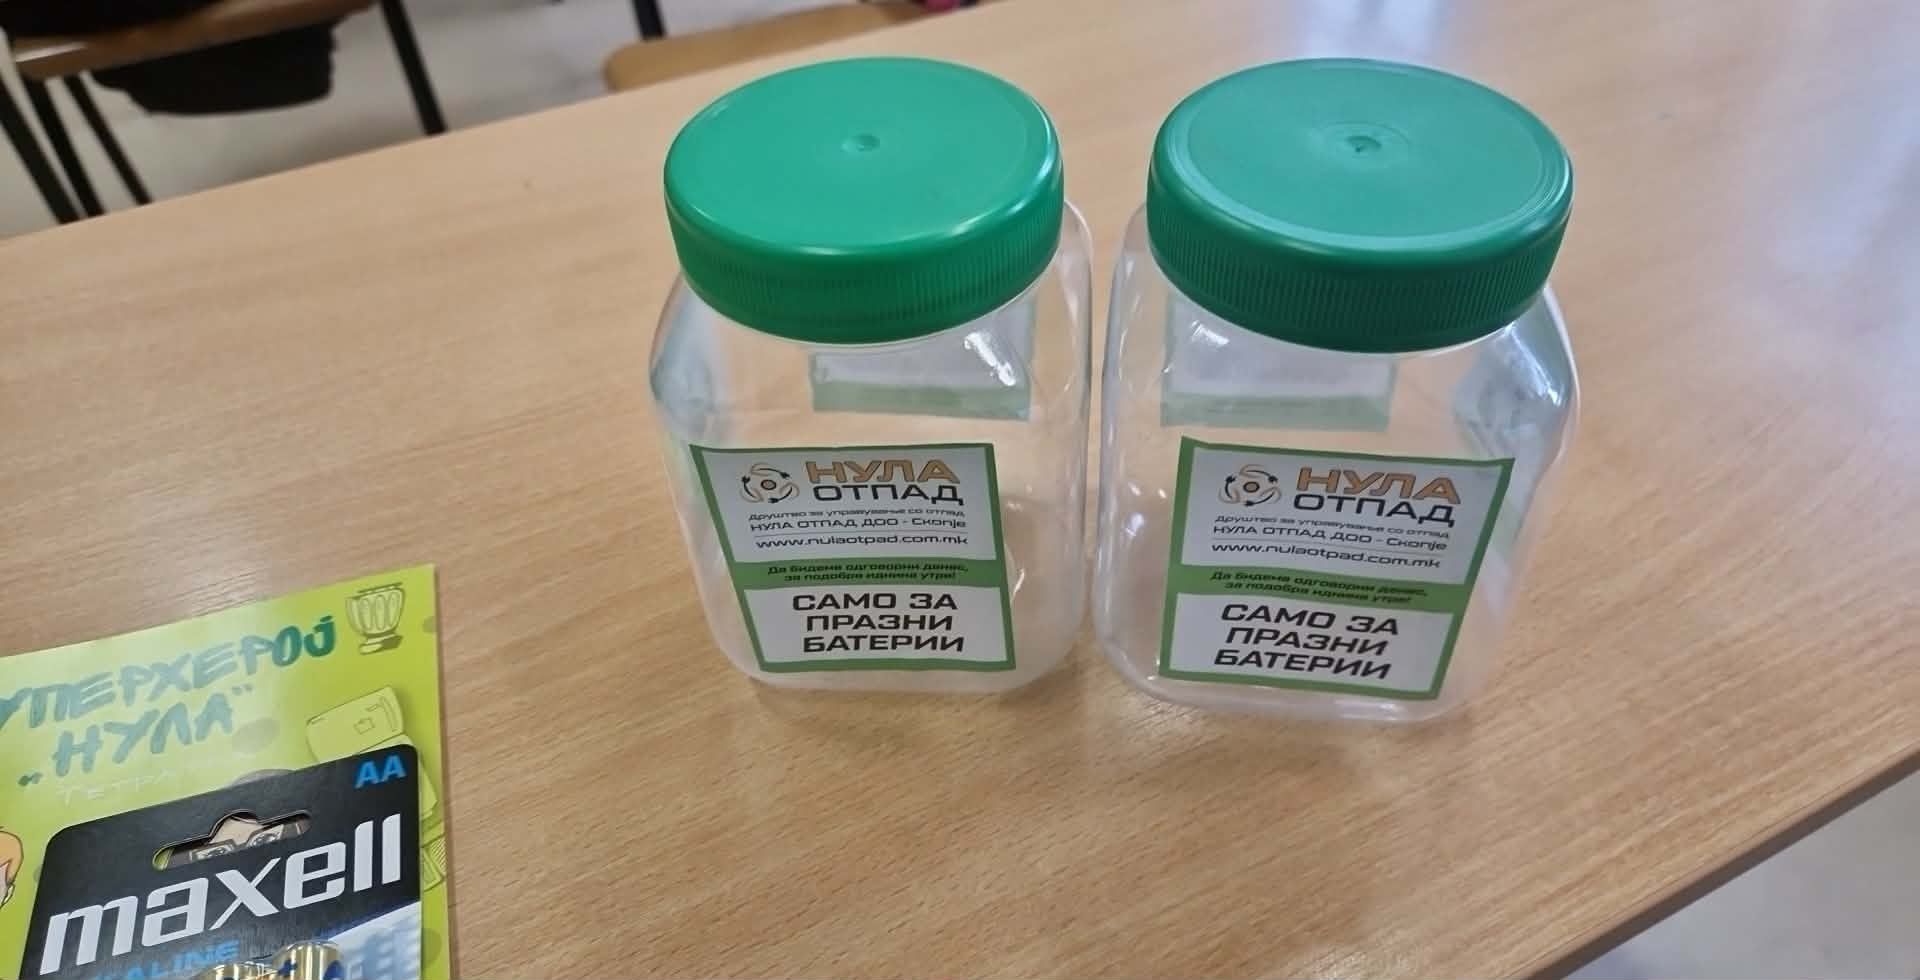 НУЛА
ОТПАД
Друштво за управување со отпад
НУЛА ОТПАД ДОО - Скопје
www.nulaotpad.com.mk
Да бидеме одговорни денес,
за подобра иднина утре!
САМО ЗА
ПРАЗНИ
БАТЕРИИ
НУЛА
ОТПАД
Друштво за управување со отпад
НУЛА ОТПАД ДОО - Скопје
www.nulaotpad.com.mk
Да бидеме одговорни денес,
за подобра иднина утре!
САМО ЗА
ПРАЗНИ
БАТЕРИИ
УПЕРХЕРОЈ
„НУЛА“
AA
maxell